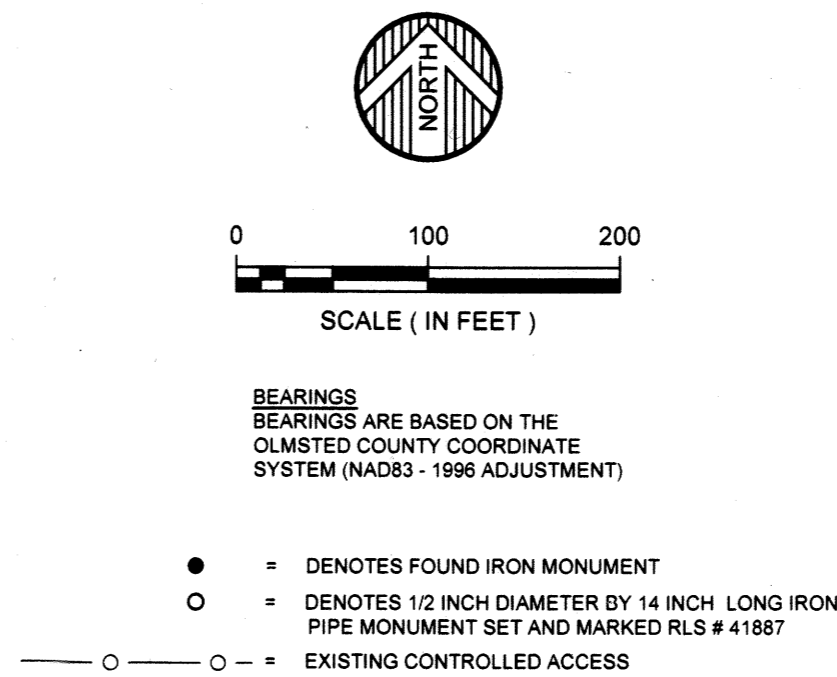 NORTH
0 100 200
SCALE ( IN FEET )
BEARINGS
BEARINGS ARE BASED ON THE
OLMSTED COUNTY COORDINATE
SYSTEM (NAD83 - 1996 ADJUSTMENT)
= DENOTES FOUND IRON MONUMENT
= DENOTES 1/2 INCH DIAMETER BY 14 INCH LONG IRON
PIPE MONUMENT SET AND MARKED RLS # 41887
= EXISTING CONTROLLED ACCESS